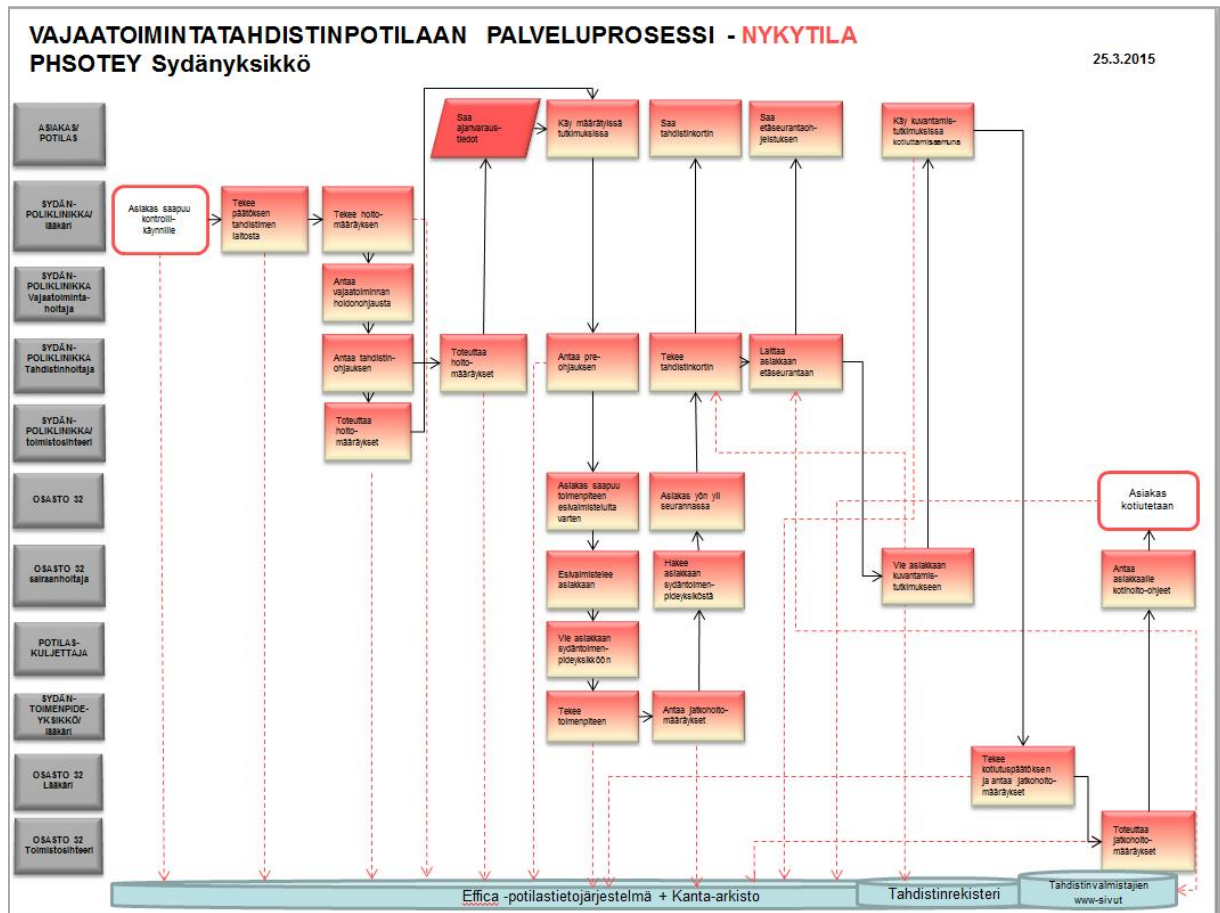 VAJAATOIMINTATAHDISTINPOTILAAN PALVELUPROSESSI - NYKYTILA
PHSOTEY Sydänyksikkö
25.3.2015
ASIAKAS/
POTILAS
Saa
ajanvaraus-
tiedot
Käy määrätyissä
tutkimuksissa
Saa
tahdistinkortin
Saa
etäseurantaoh-
jeistuksen
Käy kuvantamis-
tutkimuksissa
kotiuttamisaamuna
SYDÄN-
POLIKLINIKKA/
lääkäri
Asiakas saapuu
kontrolli-
käynnille
Tekee
päätöksen
tahdistimen
laitosta
Tekee hoito-
määräyksen
SYDÄN-
POLIKLINIKKA
Vajaatoiminta-
hoitaja
Antaa
vajaatoiminnan
hoidonohjausta
SYDÄN-
POLIKLINIKKA
Tahdistinhoitaja
Antaa tahdistin-
ohjauksen
Toteuttaa
hoito-
määräykset
Antaa pre-
ohjauksen
Tekee
tahdistinkortin
Laittaa
asiakkaan
etäseurantaan
SYDÄN-
POLIKLINIKKA/
toimistosihteeri
Toteuttaa
hoito-
määräykset
OSASTO 32
Asiakas saapuu
toimenpiteen
esivalmisteluita
varten
Asiakas yön yli
seurannassa
Asiakas
kotiutetaan
OSASTO 32
sairaanhoitaja
Esivalmistelee
asiakkaan
Hakee
asiakkaan
sydäntoimen-
pideyksiköstä
Vie asiakkaan
kuvantamis-
tutkimukseen
Antaa
asiakkaalle
kotihoito-ohjeet
POTILAS-
KULJETTAJA
Vie asiakkaan
sydäntoimen-
pideyksikköön
SYDÄN-
TOIMENPIDE-
YKSIKKÖ/
lääkäri
Tekee
toimenpiteen
Antaa jatkohoito-
määräykset
OSASTO 32
Lääkäri
Tekee
kotiutuspäätöksen
ja antaa jatkohoito-
määräykset
OSASTO 32
Toimistosihteeri
Toteuttaa
jatkohoito-
määräykset
Effica -potilastietojärjestelmä + Kanta-arkisto
Tahdistinrekisteri
Tahdistinvalmistajien
www-sivut